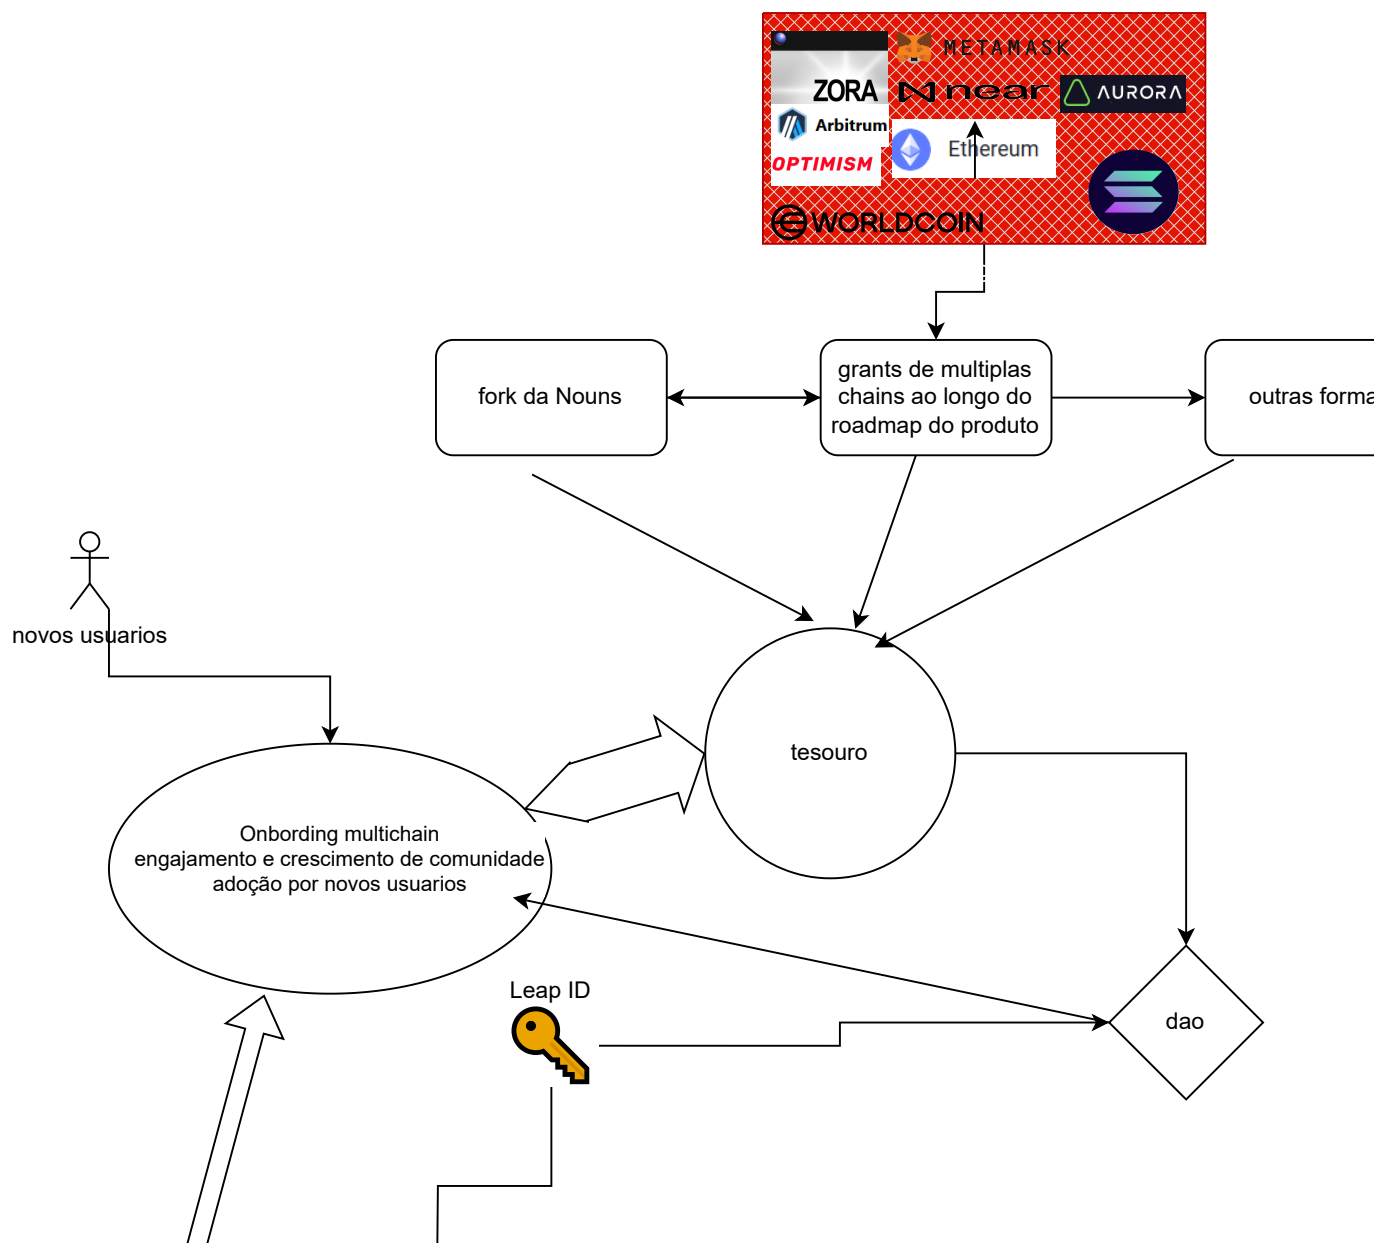 METAMASK
ZORA
near
AURORA
Arbitrum
Ethereum
OPTIMISM
WORLDCOIN
fork da Nouns
grants de multiplas
chains ao longo do
roadmap do produto
outras forma
novos usuarios
tesouro
Onbording multichain
engajamento e crescimento de comunidade
adoção por novos usuarios
Leap ID
dao